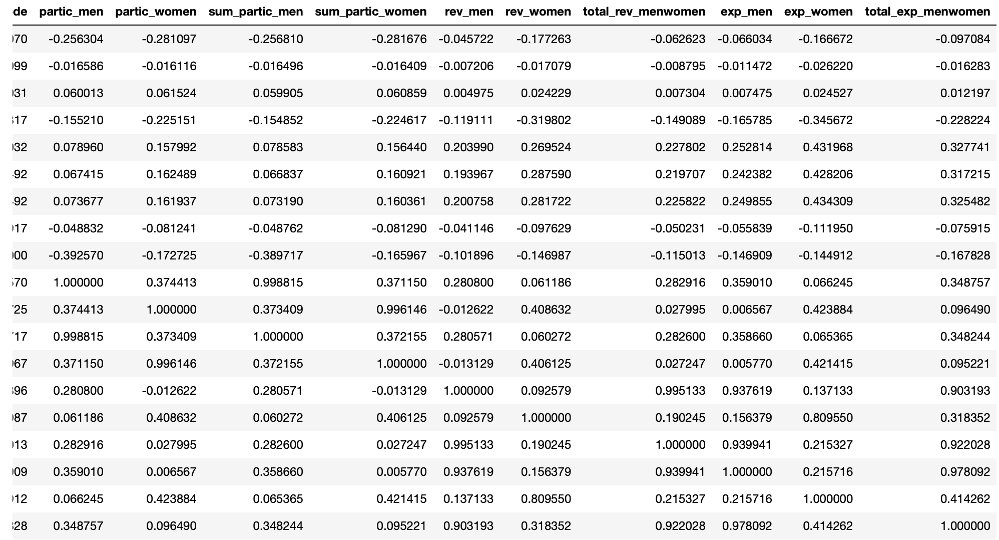 de partic_men partic_women sum_partic_men sum_partic_women rev_men rev_women total_rev_menwomen exp_men exp_women total_exp_menwomen
70 -0.256304 -0.281097 -0.256810 -0.281676 -0.045722 -0.177263 -0.062623 -0.066034 -0.166672 -0.097084
99 -0.016586 -0.016116 -0.016496 -0.016409 -0.007206 -0.017079 -0.008795 -0.011472 -0.026220 -0.016283
31 0.060013 0.061524 0.059905 0.060859 0.004975 0.024229 0.007304 0.007475 0.024527 0.012197
17 -0.155210 -0.225151 -0.154852 -0.224617 -0.119111 -0.319802 -0.149089 -0.165785 -0.345672 -0.228224
32 0.078960 0.157992 0.078583 0.156440 0.203990 0.269524 0.227802 0.252814 0.431968 0.327741
92 0.067415 0.162489 0.066837 0.160921 0.193967 0.287590 0.219707 0.242382 0.428206 0.317215
92 0.073677 0.161937 0.073190 0.160361 0.200758 0.281722 0.225822 0.249855 0.434309 0.325482
17 -0.048832 -0.081241 -0.048762 -0.081290 -0.041146 -0.097629 -0.050231 -0.055839 -0.111950 -0.075915
00 -0.392570 -0.172725 -0.389717 -0.165967 -0.101896 -0.146987 -0.115013 -0.146909 -0.144912 -0.167828
70 1.000000 0.374413 0.998815 0.371150 0.280800 0.061186 0.282916 0.359010 0.066245 0.348757
25 0.374413 1.000000 0.373409 0.996146 -0.012622 0.408632 0.027995 0.006567 0.423884 0.096490
17 0.998815 0.373409 1.000000 0.372155 0.280571 0.060272 0.282600 0.358660 0.065365 0.348244
67 0.371150 0.996146 0.372155 1.000000 -0.013129 0.406125 0.027247 0.005770 0.421415 0.095221
96 0.280800 -0.012622 0.280571 -0.013129 1.000000 0.092579 0.995133 0.937619 0.137133 0.903193
87 0.061186 0.408632 0.060272 0.406125 0.092579 1.000000 0.190245 0.156379 0.809550 0.318352
13 0.282916 0.027995 0.282600 0.027247 0.995133 0.190245 1.000000 0.939941 0.215327 0.922028
09 0.359010 0.006567 0.358660 0.005770 0.937619 0.156379 0.939941 1.000000 0.215716 0.978092
12 0.066245 0.423884 0.065365 0.421415 0.137133 0.809550 0.215327 0.215716 1.000000 0.414262
28 0.348757 0.096490 0.348244 0.095221 0.903193 0.318352 0.922028 0.978092 0.414262 1.000000